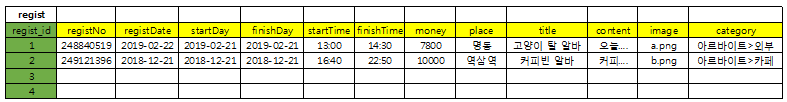 regist
regist_id registNo registDate startDay finishDay startTime finishTime money place title content image category
1 248840519 2019-02-22 2019-02-21 2019-02-21 13:00 14:30 7800 명동 고양이 탈 알바 오늘.... a.png 아르바이트>외부
2 249121396 2018-12-21 2018-12-21 2018-12-21 16:40 22:50 10000 역삼역 커피빈 알바 커피.... b.png 아르바이트>카페
3
4